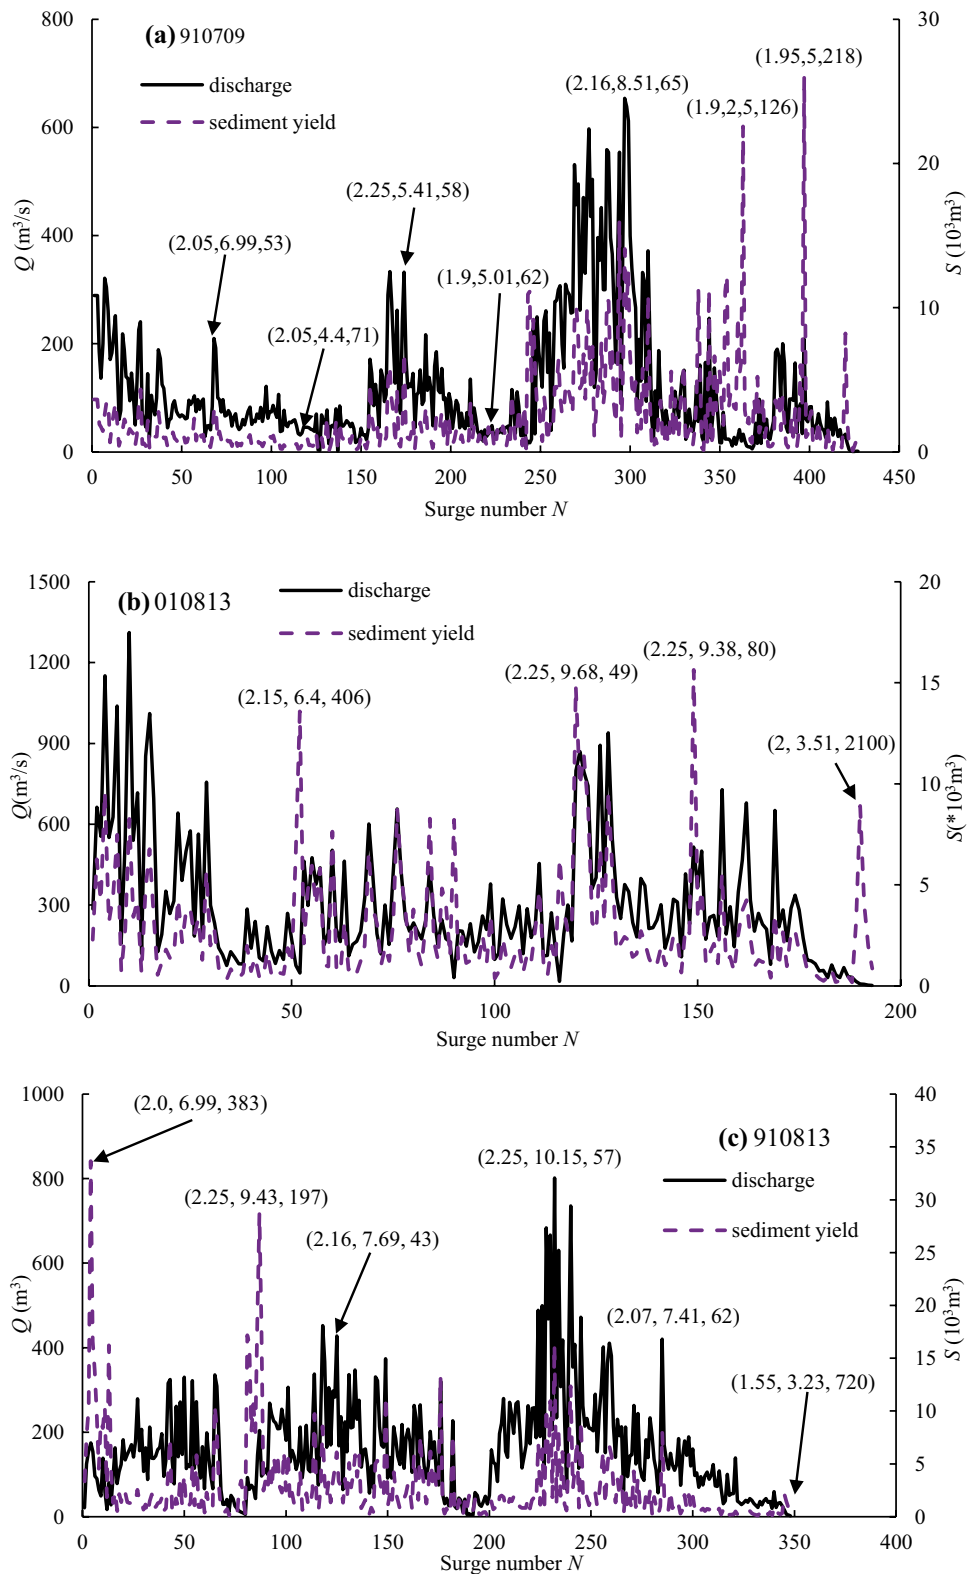 (a) 910709
discharge
sediment yield
(2.05,6.99,53)
(2.05,4.4,71)
(2.25,5.41,58)
(1.9,5.01,62)
(2.16,8.51,65)
(1.9,2,5,126)
(1.95,5,218)
Q (m³/s)
800
600
400
200
0
S (10³m³)
30
20
10
0
0 50 100 150 200 250 300 350 400 450
Surge number N
(b) 010813
discharge
sediment yield
(2.15, 6.4, 406)
(2.25, 9.68, 49)
(2.25, 9.38, 80)
(2, 3.51, 2100)
Q(m³/s)
1500
1200
900
600
300
0
S(*10³m³)
20
15
10
5
0
0 50 100 150 200
Surge number N
(c) 910813
discharge
sediment yield
(2.0, 6.99, 383)
(2.25, 9.43, 197)
(2.16, 7.69, 43)
(2.25, 10.15, 57)
(2.07, 7.41, 62)
(1.55, 3.23, 720)
Q (m³)
1000
800
600
400
200
0
S (10³m³)
40
35
30
25
20
15
10
5
0
0 50 100 150 200 250 300 350 400
Surge number N